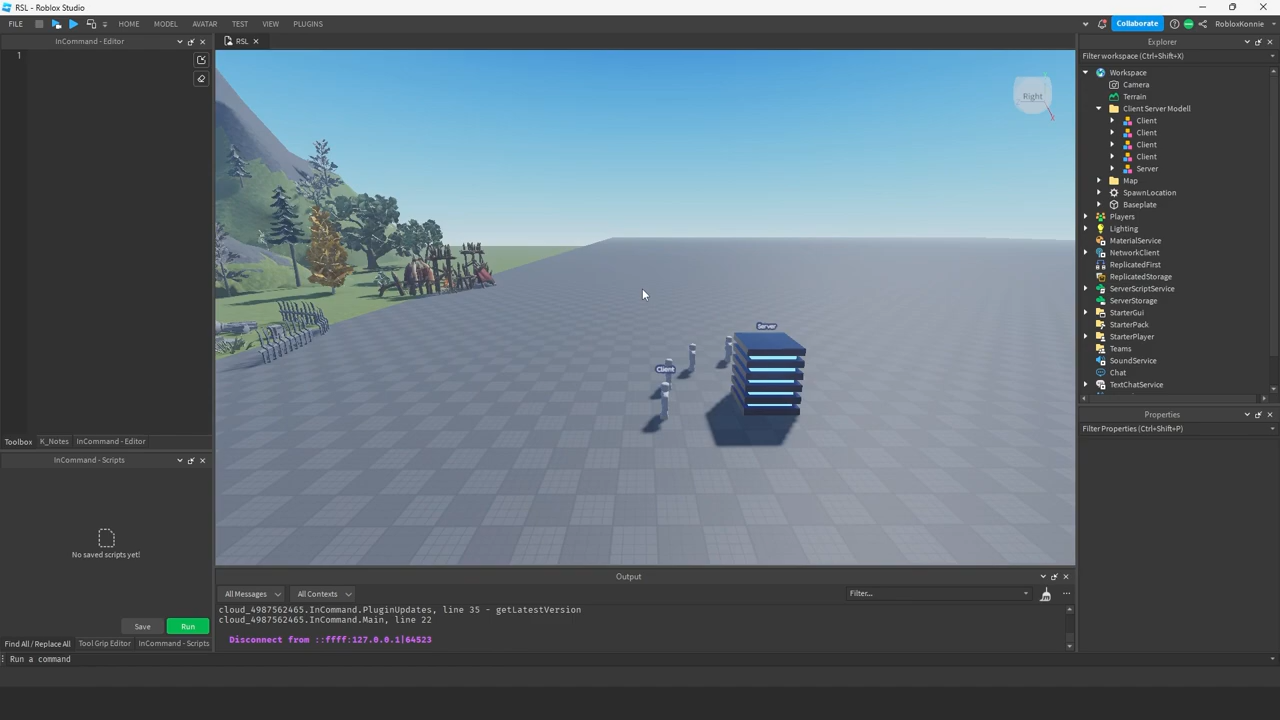 RSL - Roblox Studio
FILE
HOME
MODEL
AVATAR
TEST
VIEW
PLUGINS
Collaborate
RobloxKonnie
InCommand - Editor
RSL
Explorer
1
Filter workspace (Ctrl+Shift+X)
Workspace
Camera
Terrain
Client Server Modell
Client
Client
Client
Client
Server
Map
SpawnLocation
Baseplate
Players
Lighting
MaterialService
NetworkClient
ReplicatedFirst
ReplicatedStorage
ServerScriptService
ServerStorage
StarterGui
StarterPack
StarterPlayer
Teams
SoundService
Chat
TextChatService
Right
Server
Client
Properties
Filter Properties (Ctrl+Shift+P)
Toolbox
K_Notes
InCommand - Editor
InCommand - Scripts
No saved scripts yet!
Save
Run
Find All / Replace All
Tool Grip Editor
InCommand - Scripts
Output
All Messages
All Contexts
Filter...
cloud_4987562465.InCommand.PluginUpdates, line 35 - getLatestVersion
cloud_4987562465.InCommand.Main, line 22
Disconnect from ::ffff:127.0.0.1|64523
Run a command